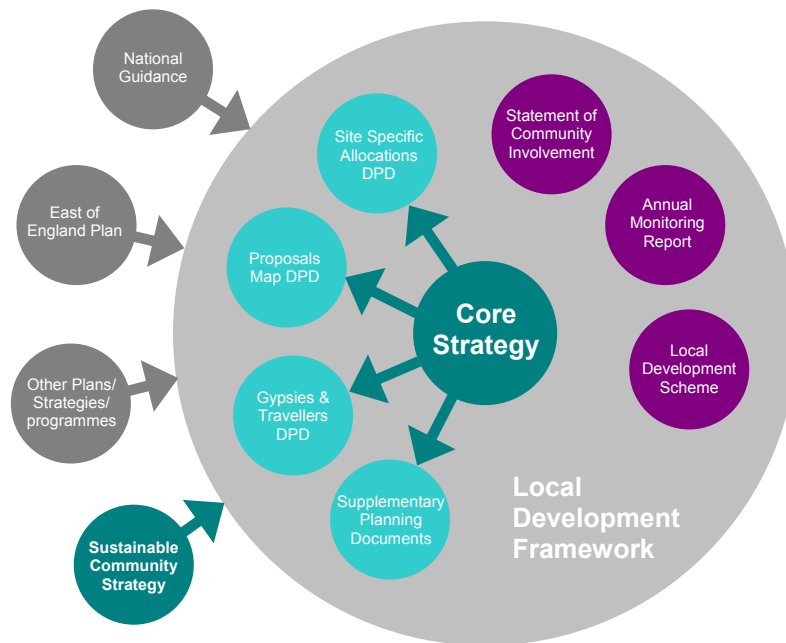 National
Guidance
East of
England Plan
Other Plans/
Strategies/
programmes
Sustainable
Community
Strategy
Site Specific
Allocations
DPD
Proposals
Map DPD
Gypsies &
Travellers
DPD
Supplementary
Planning
Documents
Core
Strategy
Statement of
Community
Involvement
Annual
Monitoring
Report
Local
Development
Scheme
Local
Development
Framework